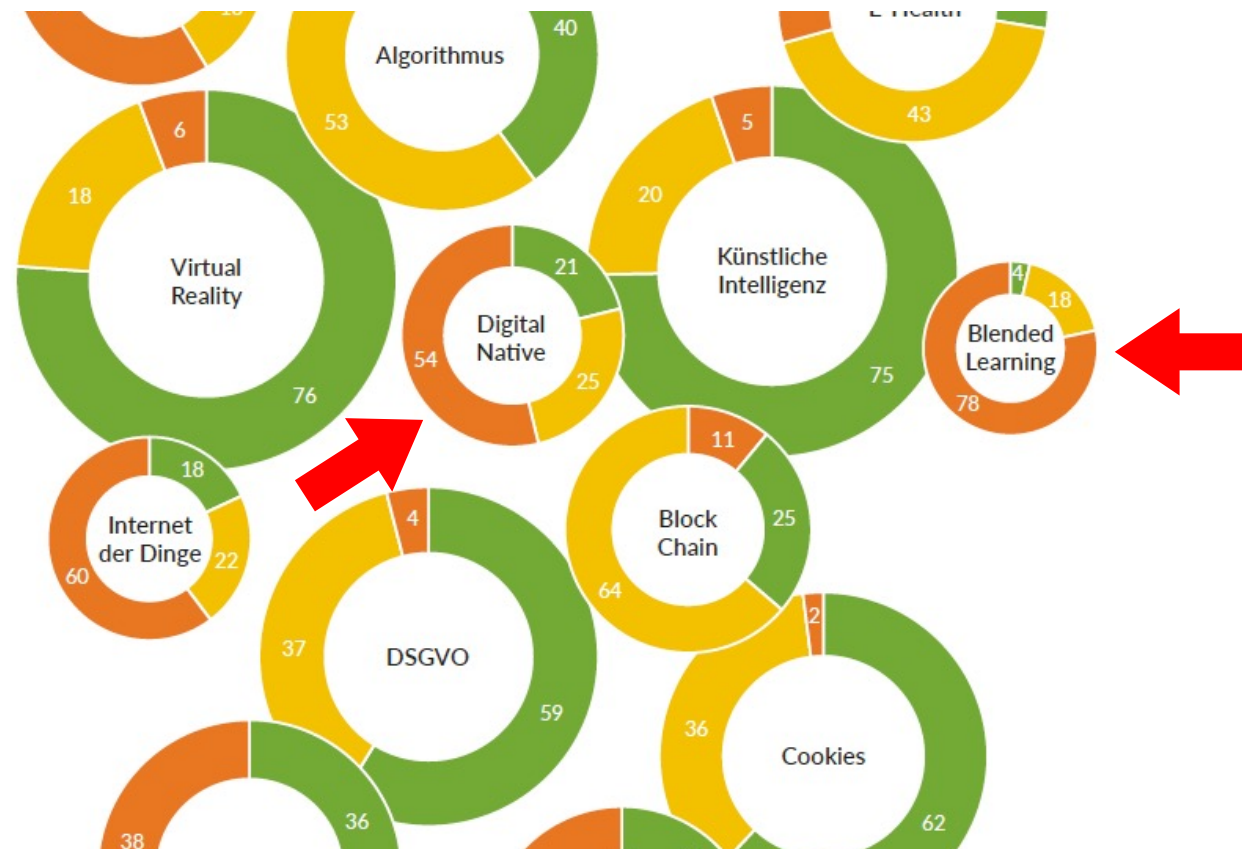 E-Health
Algorithmus
40
53
43
6
18
Virtual
Reality
76
5
20
Künstliche
Intelligenz
75
21
Digital
Native
54
25
4
18
Blended
Learning
78
18
Internet
der Dinge
22
60
11
Block
Chain
25
64
4
37
DSGVO
59
2
36
Cookies
62
36
38